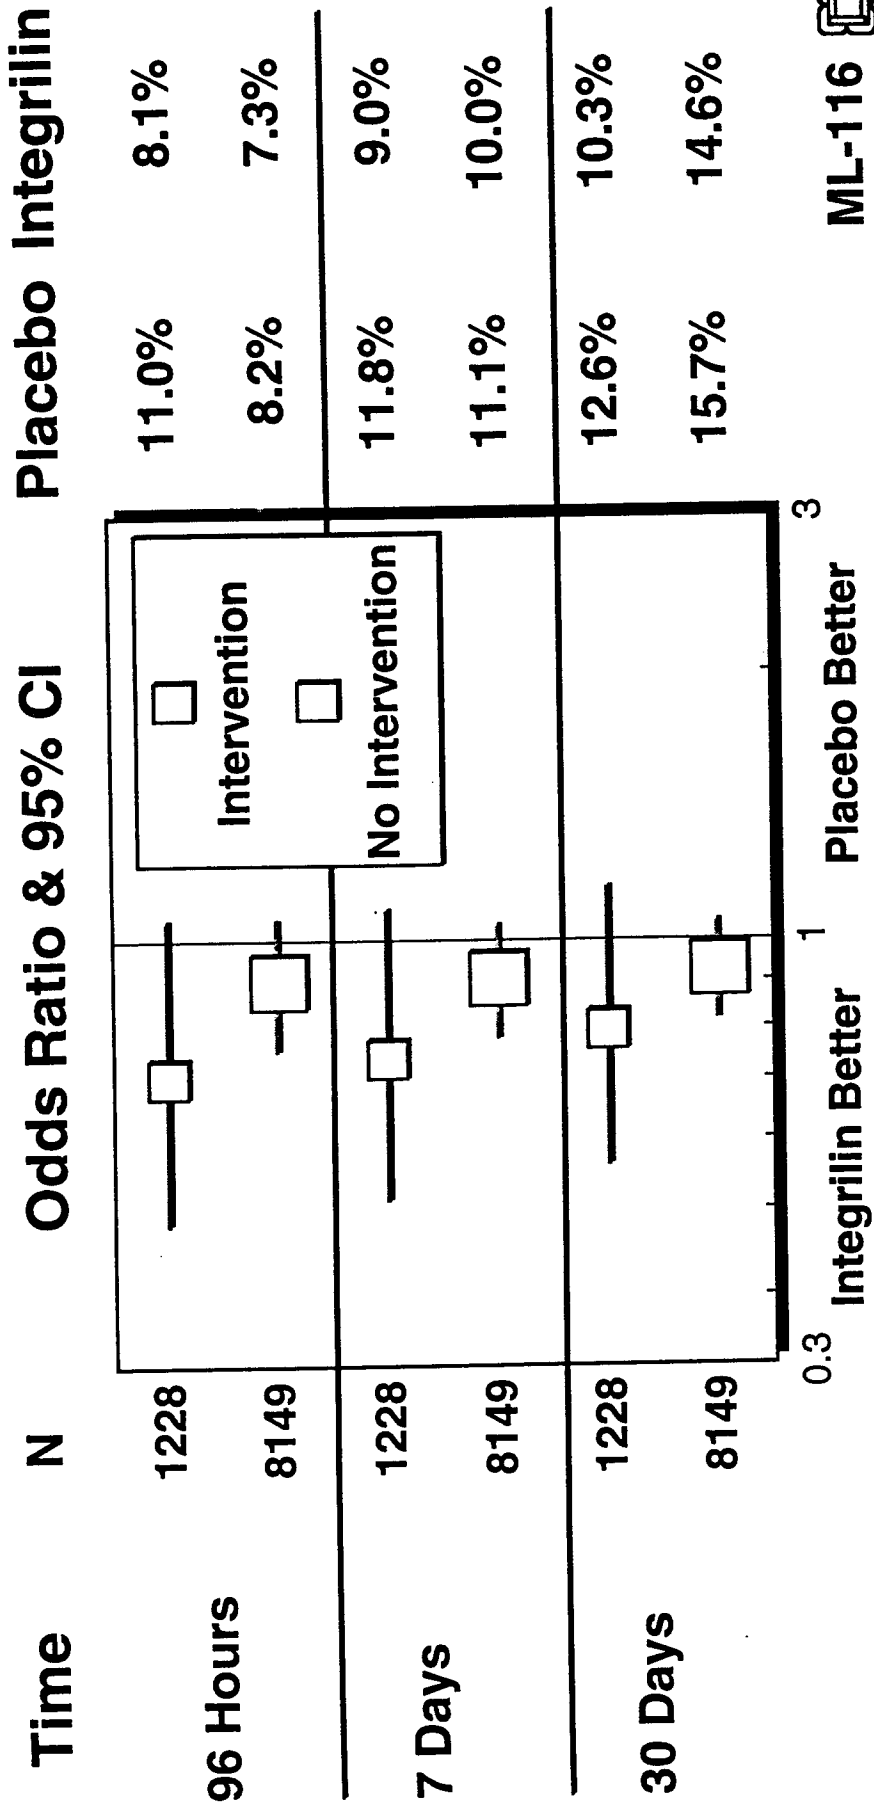 Time N Odds Ratio & 95% CI Placebo Integrilin
96 Hours
1228 11.0% 8.1%
8149 8.2% 7.3%
7 Days
1228 11.8% 9.0%
8149 11.1% 10.0%
30 Days
1228 12.6% 10.3%
8149 15.7% 14.6%
Intervention
No Intervention
0.3 1 3
Integrilin Better Placebo Better
ML-116